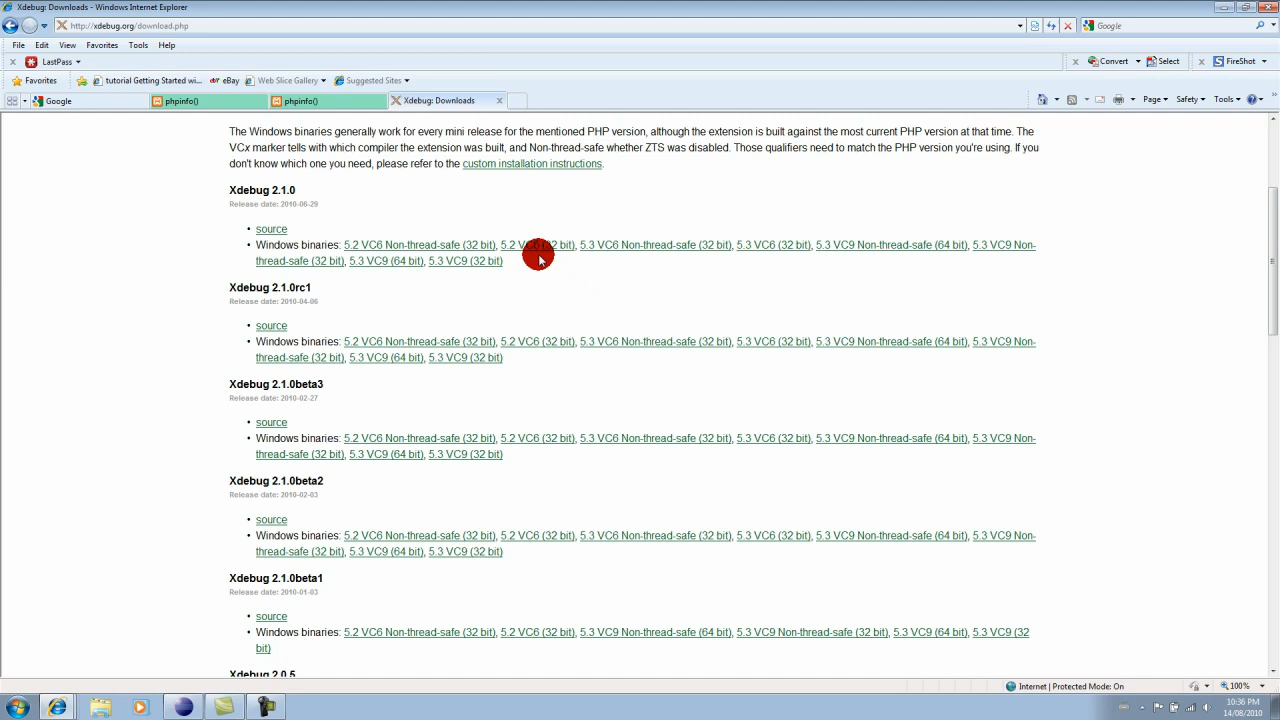 Xdebug: Downloads - Windows Internet Explorer
http://xdebug.org/download.php
Google
File Edit View Favorites Tools Help
LastPass
Convert Select FireShot
Favorites tutorial Getting Started wi... eBay Web Slice Gallery Suggested Sites
Google phpinfo() phpinfo() Xdebug: Downloads
Page Safety Tools
The Windows binaries generally work for every mini release for the mentioned PHP version, although the extension is built against the most current PHP version at that time. The
VCx marker tells with which compiler the extension was built, and Non-thread-safe whether ZTS was disabled. Those qualifiers need to match the PHP version you're using. If you
don't know which one you need, please refer to the custom installation instructions.
Xdebug 2.1.0
Release date: 2010-06-29
• source
• Windows binaries: 5.2 VC6 Non-thread-safe (32 bit), 5.2 VC6 (32 bit), 5.3 VC6 Non-thread-safe (32 bit), 5.3 VC6 (32 bit), 5.3 VC9 Non-thread-safe (64 bit), 5.3 VC9 Non-
thread-safe (32 bit), 5.3 VC9 (64 bit), 5.3 VC9 (32 bit)
Xdebug 2.1.0rc1
Release date: 2010-04-06
• source
• Windows binaries: 5.2 VC6 Non-thread-safe (32 bit), 5.2 VC6 (32 bit), 5.3 VC6 Non-thread-safe (32 bit), 5.3 VC6 (32 bit), 5.3 VC9 Non-thread-safe (64 bit), 5.3 VC9 Non-
thread-safe (32 bit), 5.3 VC9 (64 bit), 5.3 VC9 (32 bit)
Xdebug 2.1.0beta3
Release date: 2010-02-27
• source
• Windows binaries: 5.2 VC6 Non-thread-safe (32 bit), 5.2 VC6 (32 bit), 5.3 VC6 Non-thread-safe (32 bit), 5.3 VC6 (32 bit), 5.3 VC9 Non-thread-safe (64 bit), 5.3 VC9 Non-
thread-safe (32 bit), 5.3 VC9 (64 bit), 5.3 VC9 (32 bit)
Xdebug 2.1.0beta2
Release date: 2010-02-03
• source
• Windows binaries: 5.2 VC6 Non-thread-safe (32 bit), 5.2 VC6 (32 bit), 5.3 VC6 Non-thread-safe (32 bit), 5.3 VC6 (32 bit), 5.3 VC9 Non-thread-safe (64 bit), 5.3 VC9 Non-
thread-safe (32 bit), 5.3 VC9 (64 bit), 5.3 VC9 (32 bit)
Xdebug 2.1.0beta1
Release date: 2010-01-03
• source
• Windows binaries: 5.2 VC6 Non-thread-safe (32 bit), 5.2 VC6 (32 bit), 5.3 VC9 Non-thread-safe (64 bit), 5.3 VC9 Non-thread-safe (32 bit), 5.3 VC9 (64 bit), 5.3 VC9 (32
bit)
Xdebug 2.0.5
Internet | Protected Mode: On 100%
10:36 PM
14/08/2010